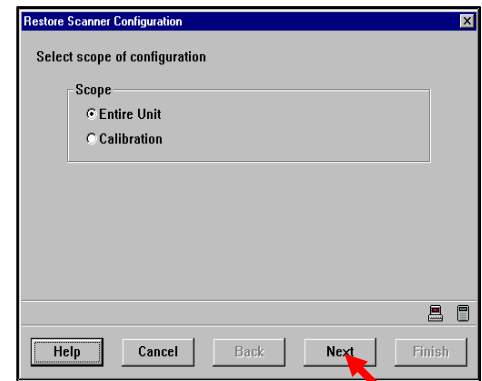 Restore Scanner Configuration
Select scope of configuration
Scope
Entire Unit
Calibration
Help Cancel Back Next Finish